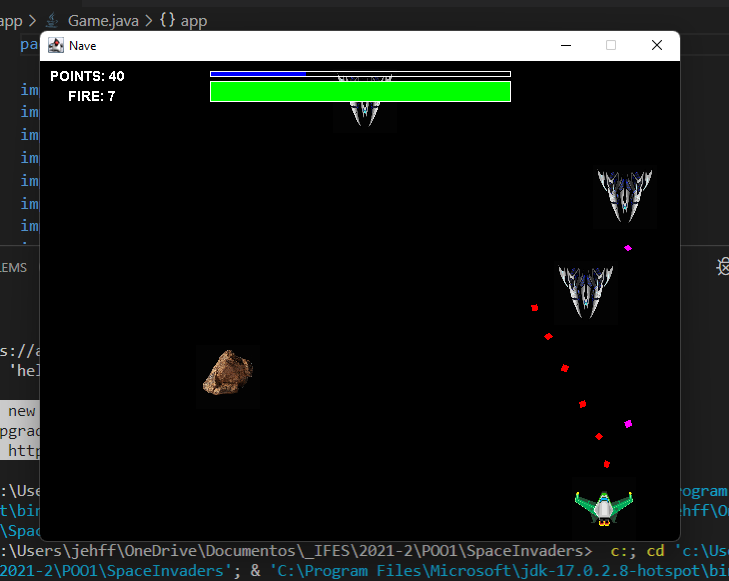 app > Game.java > {} app
pa
Nave
POINTS: 40
FIRE: 7
im
im
im
im
im
im
im
LEMS
s://a
'hel
new
pgrad
http
:\Use
rogram
t\bin
ehff\On
\Spac
:\Users\jehff\OneDrive\Documentos\_IFES\2021-2\POO1\SpaceInvaders> c:; cd 'c:\Use
2021-2\POO1\SpaceInvaders'; & 'C:\Program Files\Microsoft\jdk-17.0.2.8-hotspot\bin